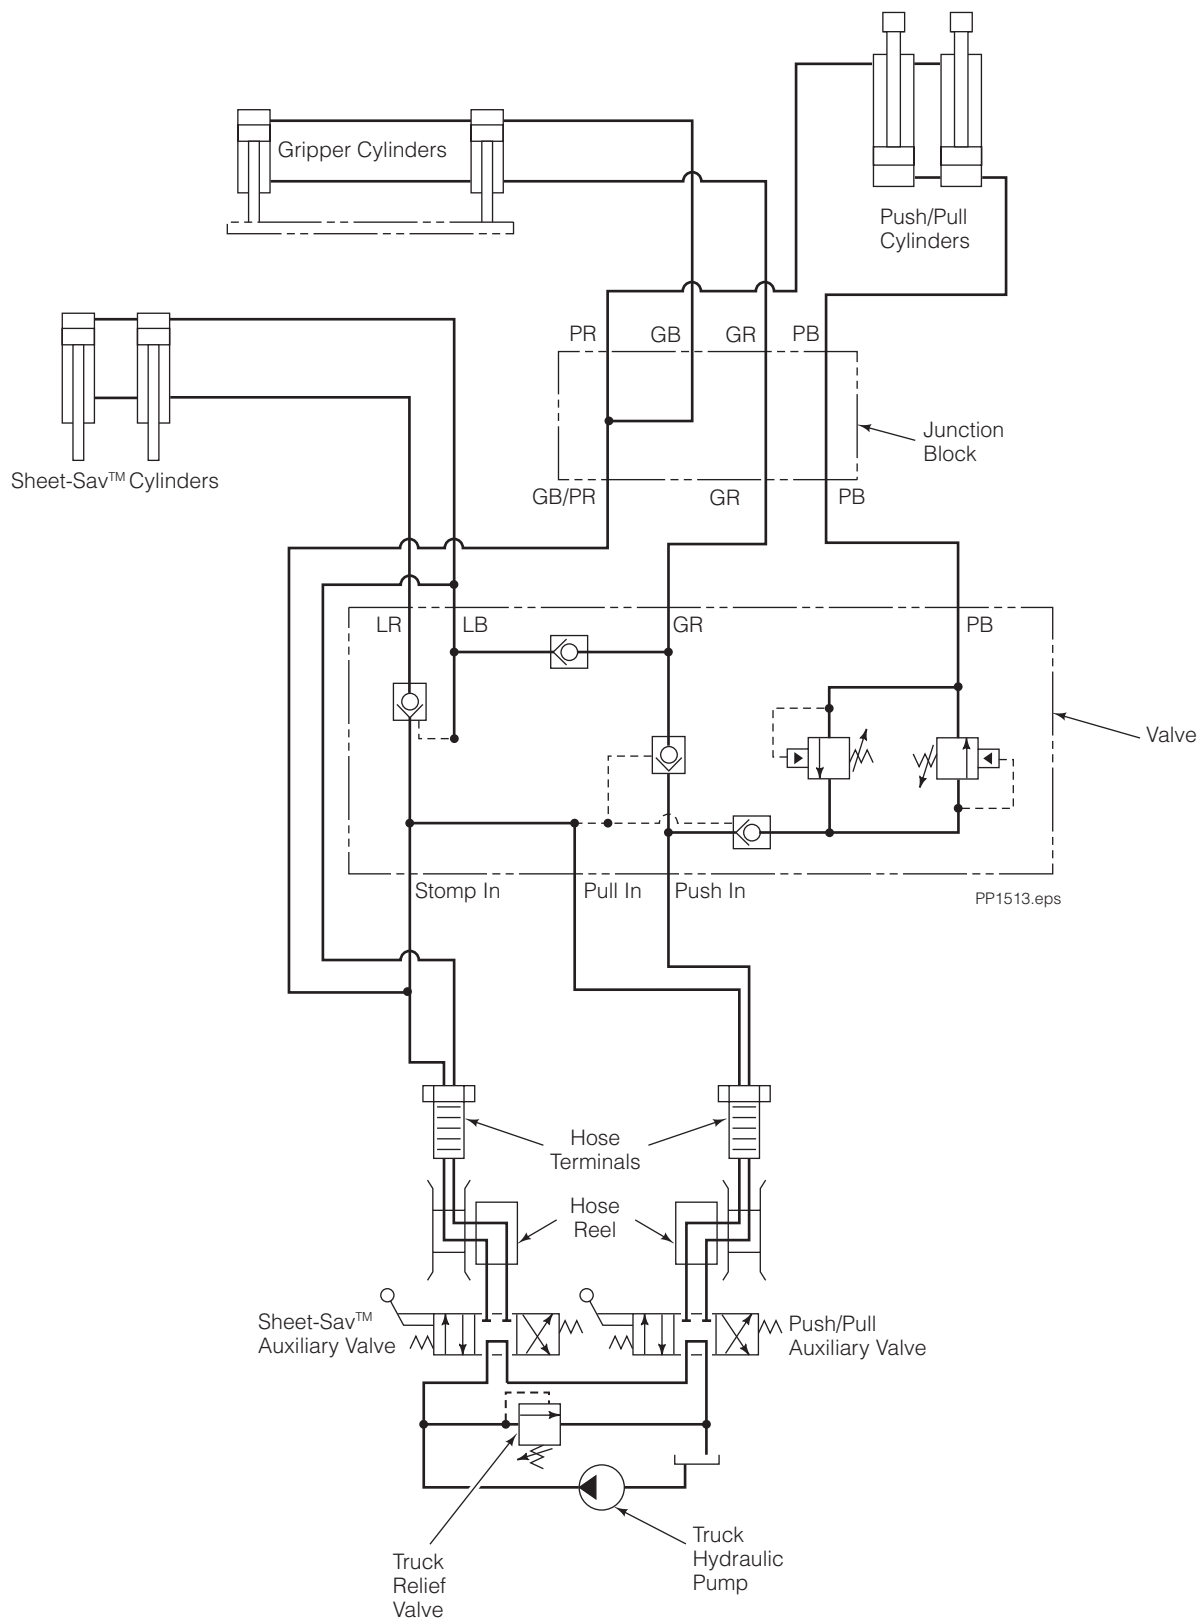 Gripper Cylinders
Push/Pull
Cylinders
PR
GB
GR
PB
Junction
Block
Sheet-Sav™ Cylinders
GB/PR
GR
PB
LR
LB
GR
PB
Valve
Stomp In
Pull In
Push In
PP1513.eps
Hose
Terminals
Hose
Reel
Sheet-Sav™
Auxiliary Valve
Push/Pull
Auxiliary Valve
Truck
Relief
Valve
Truck
Hydraulic
Pump